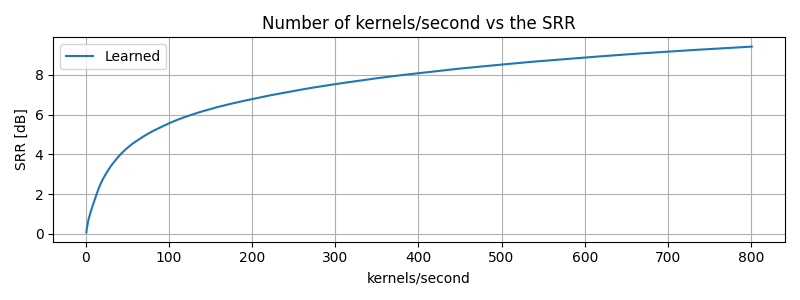 Number of kernels/second vs the SRR
Learned
SRR [dB]
8
6
4
2
0
0 100 200 300 400 500 600 700 800
kernels/second